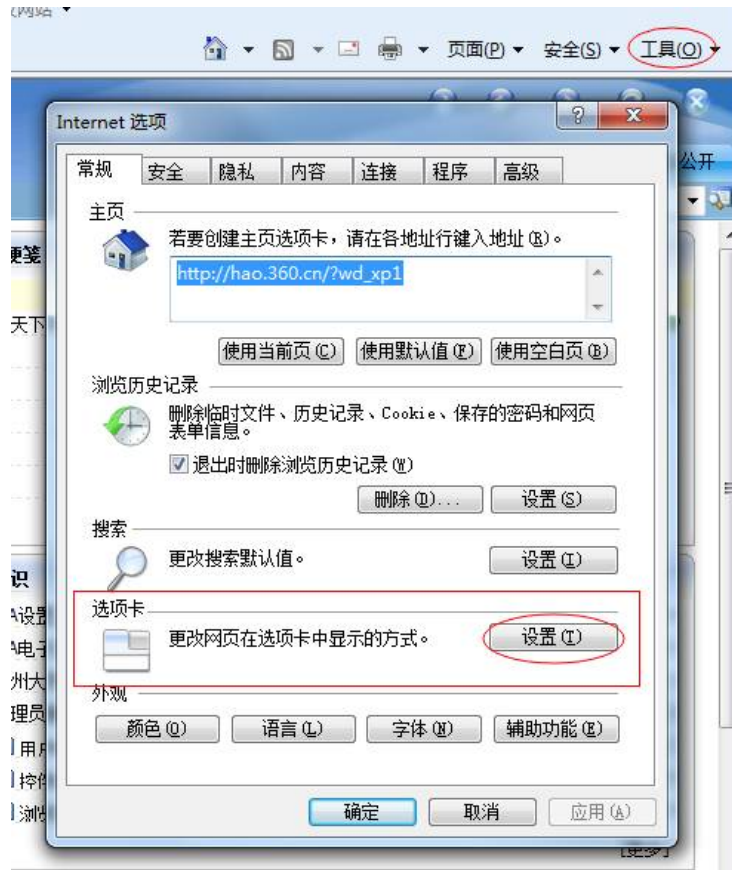 页面(P) 安全(S) 工具(O)
Internet 选项
公开
常规 安全 隐私 内容 连接 程序 高级
主页
若要创建主页选项卡，请在各地址行键入地址(R)。
http://hao.360.cn/?wd_xp1
使用当前页(C) 使用默认值(F) 使用空白页(B)
浏览历史记录
删除临时文件、历史记录、Cookie、保存的密码和网页
表单信息。
退出时删除浏览历史记录(W)
删除(D)... 设置(S)
搜索
更改搜索默认值。 设置(I)
选项卡
更改网页在选项卡中显示的方式。 设置(T)
外观
颜色(O) 语言(L) 字体(N) 辅助功能(E)
确定 取消 应用(A)
天下
识
设置
电子
州大
理员
用户
控件